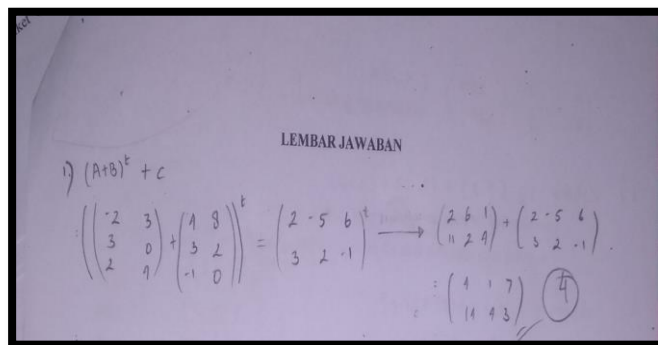 LEMBAR JAWABAN
1.) (A+B)^t + C
= ((-2 3; 3 0; 2 4) + (4 8; 3 2; -1 0))^t = (2 -5 6; 3 2 -1)^t → (2 6 1; 11 2 4) + (2 -5 6; 3 2 -1).
= (4 1 7; 14 4 3) 4